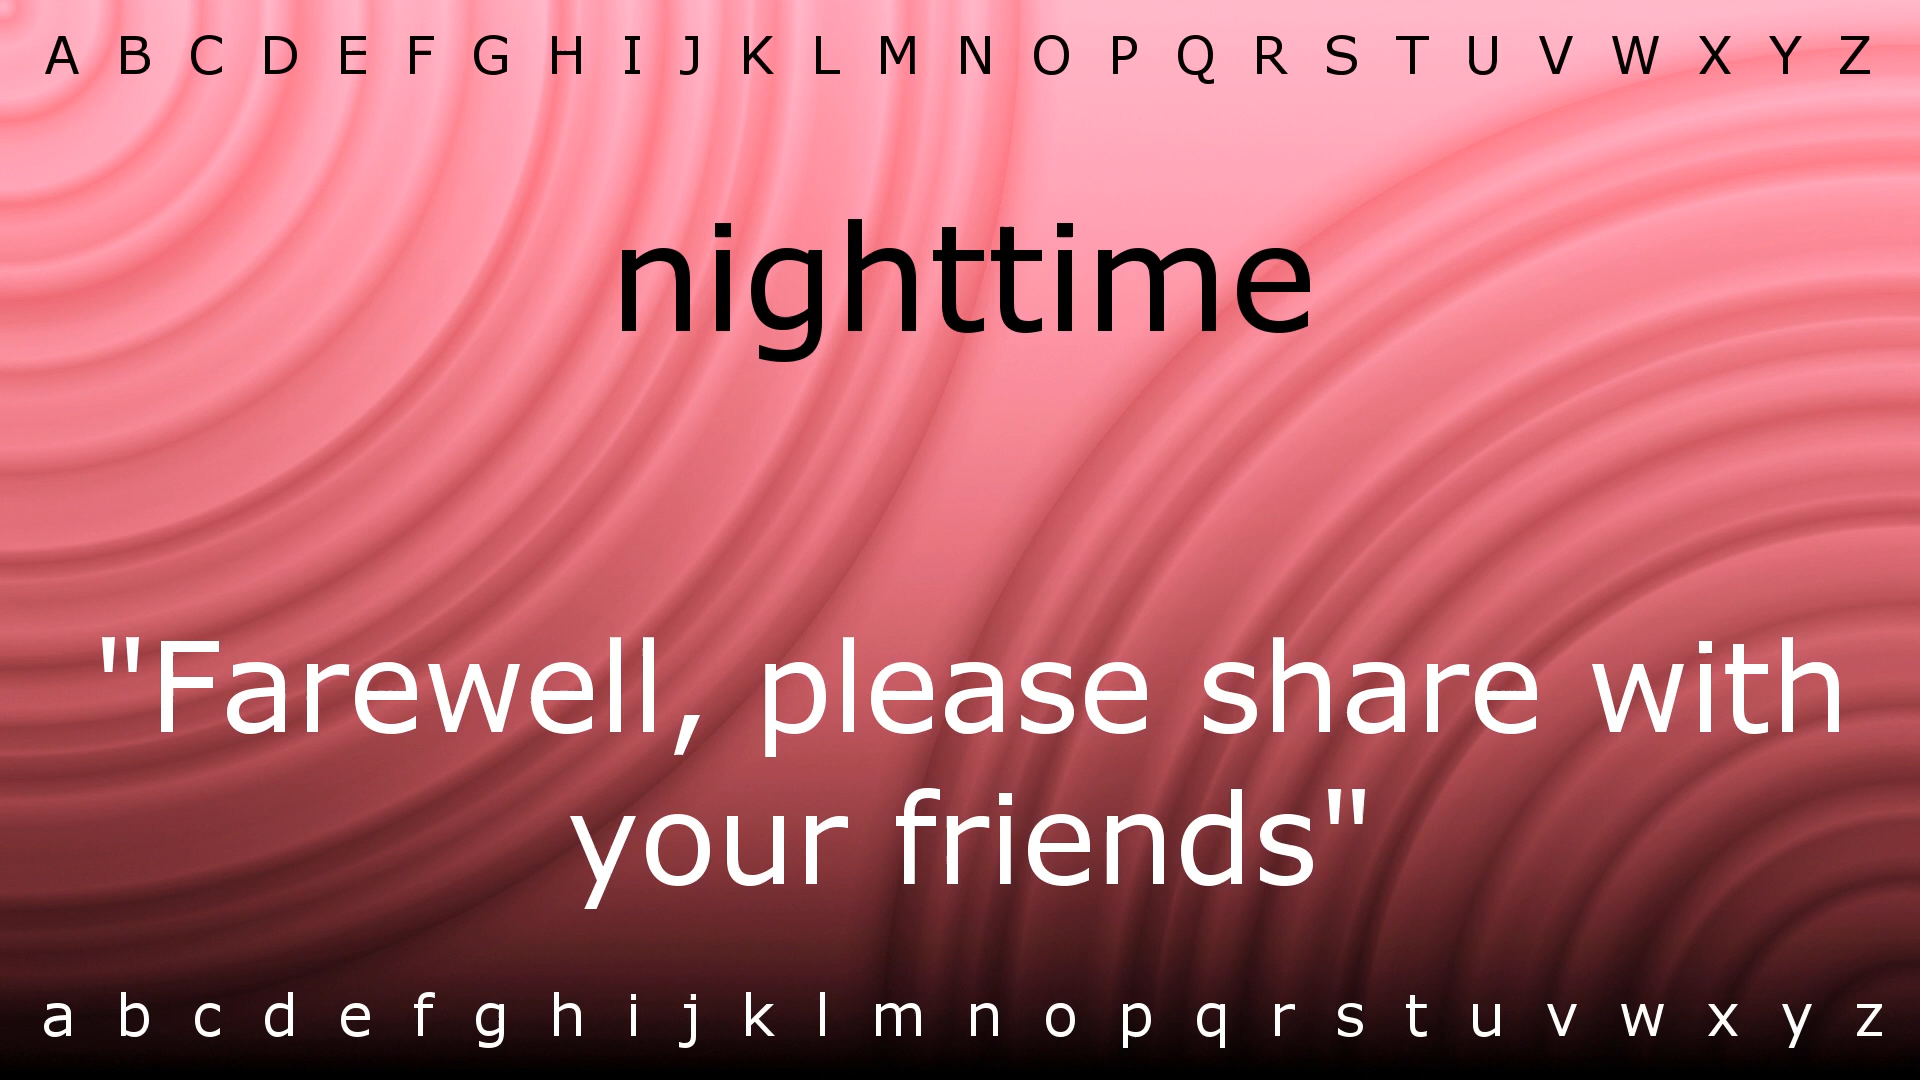 A B C D E F G H I J K L M N O P Q R S T U V W X Y Z
nighttime
"Farewell, please share with
your friends"
a b c d e f g h i j k l m n o p q r s t u v w x y z